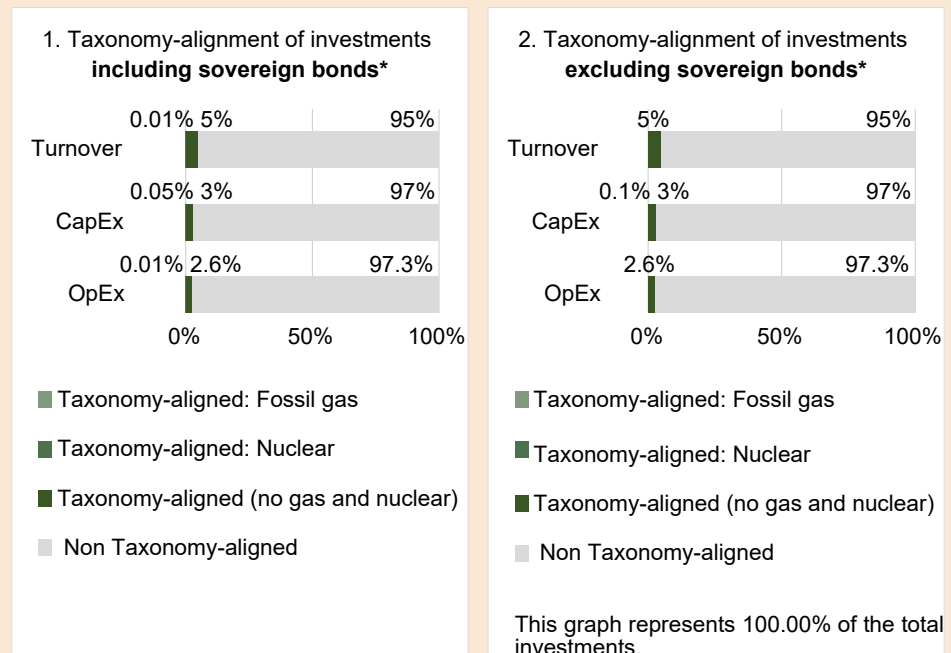 1. Taxonomy-alignment of investments
including sovereign bonds*
0.01% 5% 95%
Turnover
0.05% 3% 97%
CapEx
0.01% 2.6% 97.3%
OpEx
0% 50% 100%
Taxonomy-aligned: Fossil gas
Taxonomy-aligned: Nuclear
Taxonomy-aligned (no gas and nuclear)
Non Taxonomy-aligned
2. Taxonomy-alignment of investments
excluding sovereign bonds*
5% 95%
Turnover
0.1% 3% 97%
CapEx
2.6% 97.3%
OpEx
0% 50% 100%
Taxonomy-aligned: Fossil gas
Taxonomy-aligned: Nuclear
Taxonomy-aligned (no gas and nuclear)
Non Taxonomy-aligned
This graph represents 100.00% of the total
investments.